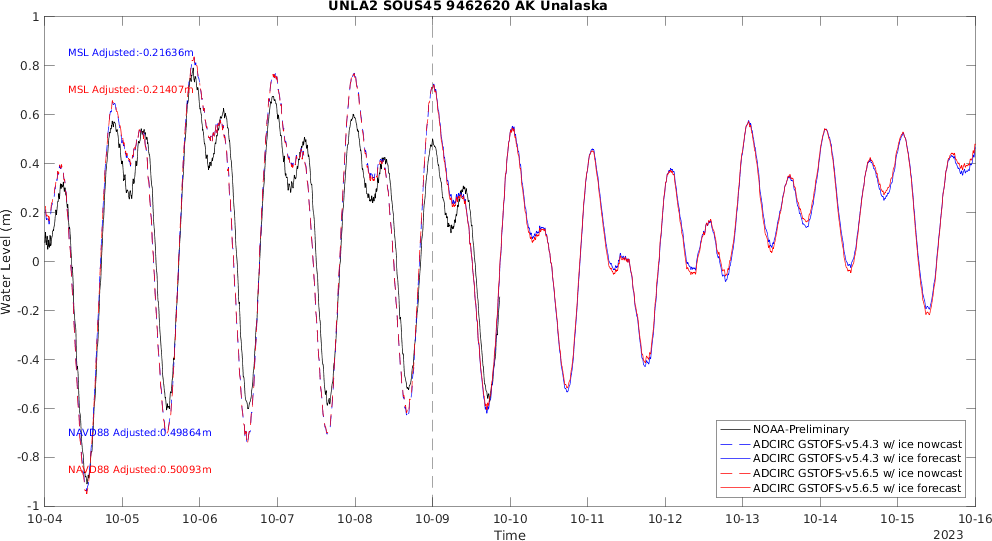 UNLA2 SOUS45 9462620 AK Unalaska
1
0.8
0.6
0.4
0.2
0
-0.2
-0.4
-0.6
-0.8
-1
Water Level (m)
MSL Adjusted:-0.21636m
MSL Adjusted:-0.21407m
NAVD88 Adjusted:0.49864m
NAVD88 Adjusted:0.50093m
NOAA-Preliminary
ADCIRC GSTOFS-v5.4.3 w/ ice nowcast
ADCIRC GSTOFS-v5.4.3 w/ ice forecast
ADCIRC GSTOFS-v5.6.5 w/ ice nowcast
ADCIRC GSTOFS-v5.6.5 w/ ice forecast
10-04 10-05 10-06 10-07 10-08 10-09 10-10 10-11 10-12 10-13 10-14 10-15 10-16
Time
2023